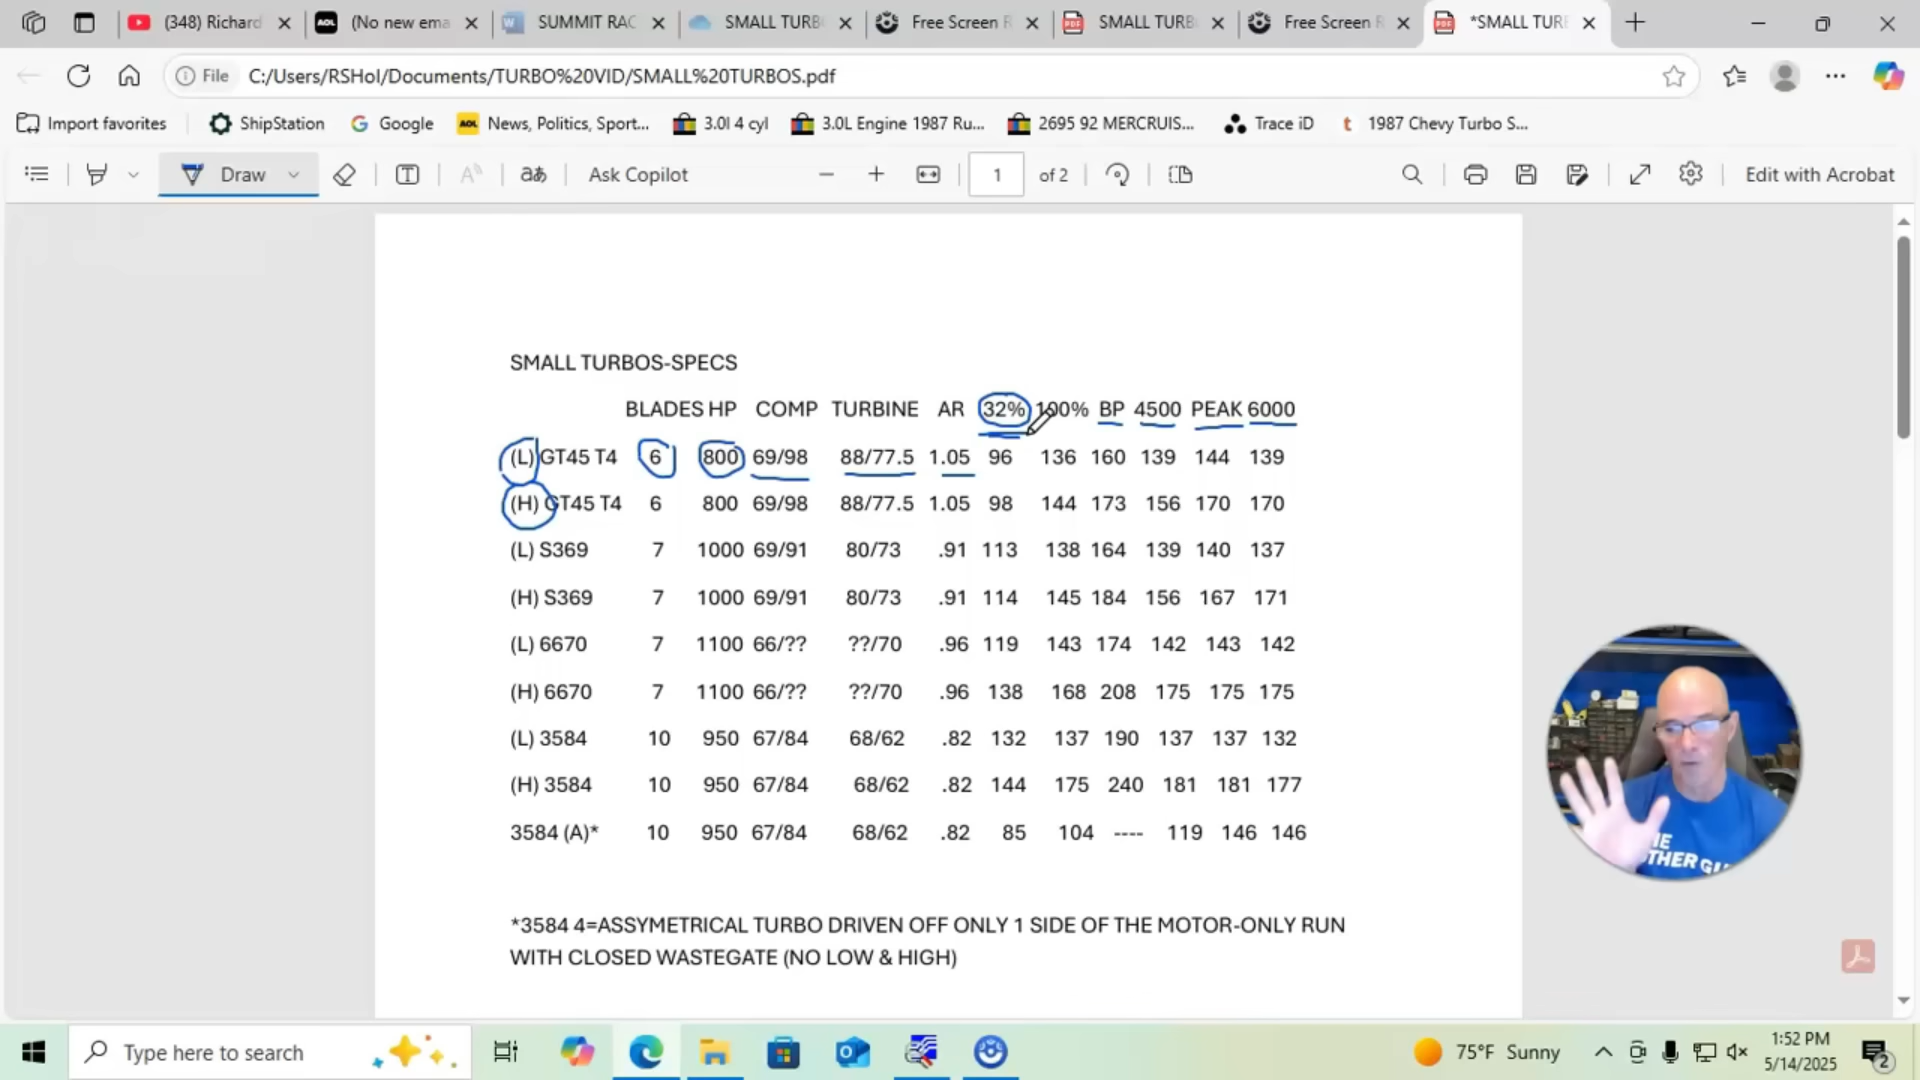 (348) Richard
AOL (No new ema
SUMMIT RAC
SMALL TURB
Free Screen R
SMALL TURB
Free Screen R
*SMALL TURB
File C:/Users/RSHol/Documents/TURBO%20VID/SMALL%20TURBOS.pdf
Import favorites ShipStation Google AOL News, Politics, Sport... 3.0l 4 cyl 3.0L Engine 1987 Ru... 2695 92 MERCRUIS... Trace iD t 1987 Chevy Turbo S...
Draw aあ Ask Copilot 1 of 2 Edit with Acrobat
SMALL TURBOS-SPECS
BLADES HP COMP TURBINE AR 32% 100% BP 4500 PEAK 6000
(L) GT45 T4 6 800 69/98 88/77.5 1.05 96 136 160 139 144 139
(H) GT45 T4 6 800 69/98 88/77.5 1.05 98 144 173 156 170 170
(L) S369 7 1000 69/91 80/73 .91 113 138 164 139 140 137
(H) S369 7 1000 69/91 80/73 .91 114 145 184 156 167 171
(L) 6670 7 1100 66/?? ??/70 .96 119 143 174 142 143 142
(H) 6670 7 1100 66/?? ??/70 .96 138 168 208 175 175 175
(L) 3584 10 950 67/84 68/62 .82 132 137 190 137 137 132
(H) 3584 10 950 67/84 68/62 .82 144 175 240 181 181 177
3584 (A)* 10 950 67/84 68/62 .82 85 104 ---- 119 146 146
*3584 4=ASSYMETRICAL TURBO DRIVEN OFF ONLY 1 SIDE OF THE MOTOR-ONLY RUN
WITH CLOSED WASTEGATE (NO LOW & HIGH)
OTHER GU
Type here to search
75°F Sunny
1:52 PM
5/14/2025
2